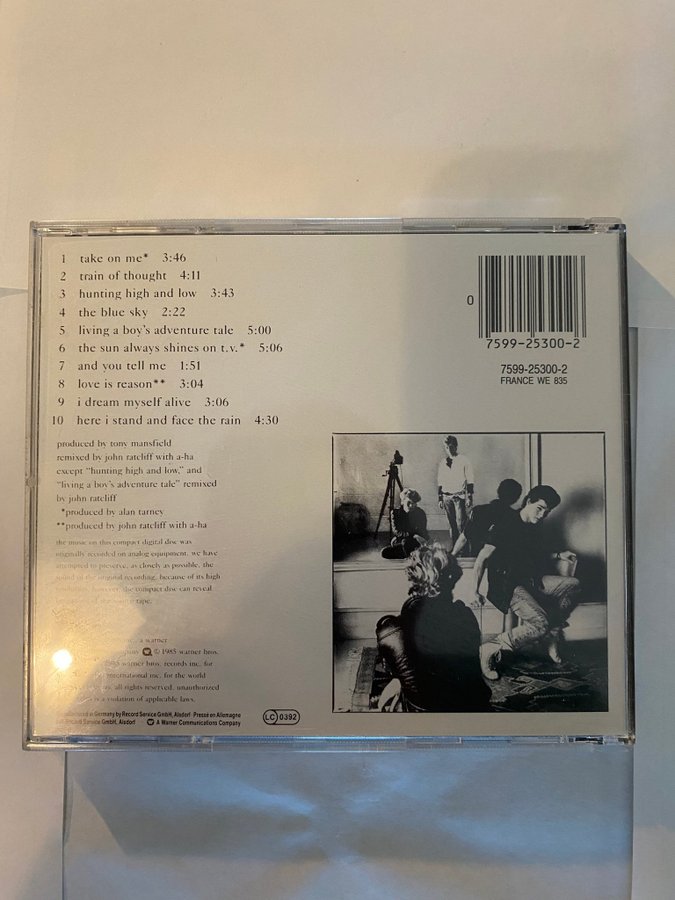 1 take on me* 3:46
2 train of thought 4:11
3 hunting high and low 3:43
4 the blue sky 2:22
5 living a boy's adventure tale 5:00
6 the sun always shines on t.v.* 5:06
7 and you tell me 1:51
8 love is reason** 3:04
9 i dream myself alive 3:06
10 here i stand and face the rain 4:30
0
7599-25300-2
7599-25300-2
FRANCE WE 835
produced by tony mansfield
remixed by john ratcliff with a-ha
except "hunting high and low," and
"living a boy's adventure tale" remixed
by john ratcliff
*produced by alan tarney
**produced by john ratcliff with a-ha
the music on this compact digital disc was
originally recorded on analog equipment. we have
attempted to preserve, as closely as possible, the
sound of the original recording. because of its high
resolution, however, the compact disc can reveal
tape.
a warner
© 1985 warner bros.
warner bros. records inc. for
international inc. for the world
all rights reserved. unauthorized
is a violation of applicable laws.
in Germany by Record Service GmbH, Alsdorf Presse en Allemagne
Service GmbH, Alsdorf A Warner Communications Company
LC 0392